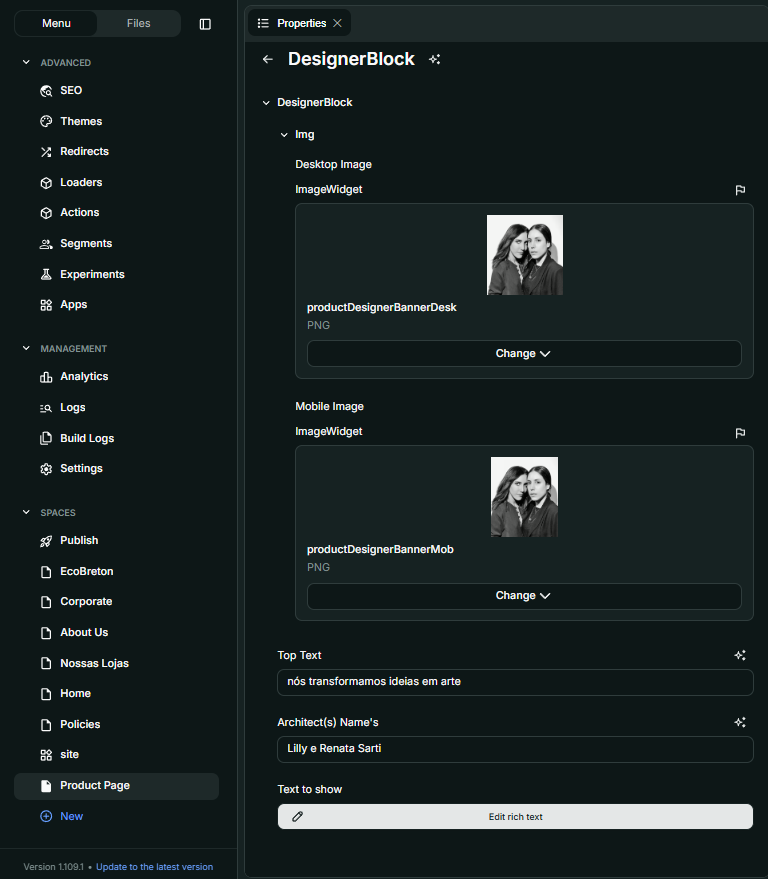 Menu
Files
ADVANCED
SEO
Themes
Redirects
Loaders
Actions
Segments
Experiments
Apps
MANAGEMENT
Analytics
Logs
Build Logs
Settings
SPACES
Publish
EcoBreton
Corporate
About Us
Nossas Lojas
Home
Policies
site
Product Page
New
Version 1.109.1 • Update to the latest version
Properties
DesignerBlock
DesignerBlock
Img
Desktop Image
ImageWidget
productDesignerBannerDesk
PNG
Change
Mobile Image
ImageWidget
productDesignerBannerMob
PNG
Change
Top Text
nós transformamos ideias em arte
Architect(s) Name's
Lilly e Renata Sarti
Text to show
Edit rich text